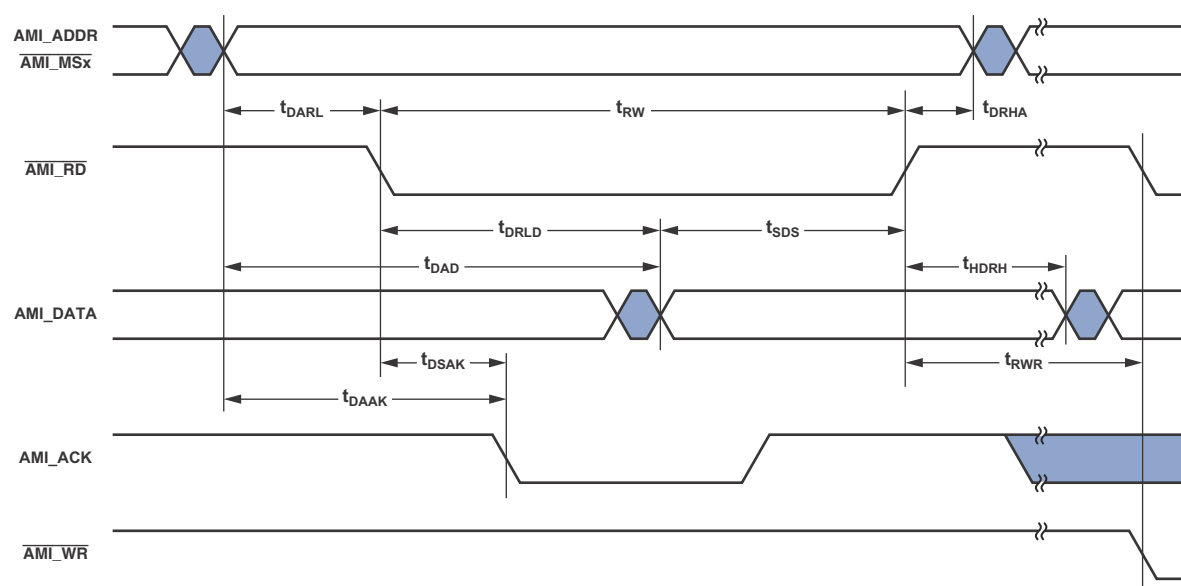 AMI_ADDR
AMI_MSx
tDARL
tRW
tDRHA
AMI_RD
tDRLD
tSDS
tDAD
tHDRH
AMI_DATA
tDSAK
tRWR
tDAAK
AMI_ACK
AMI_WR